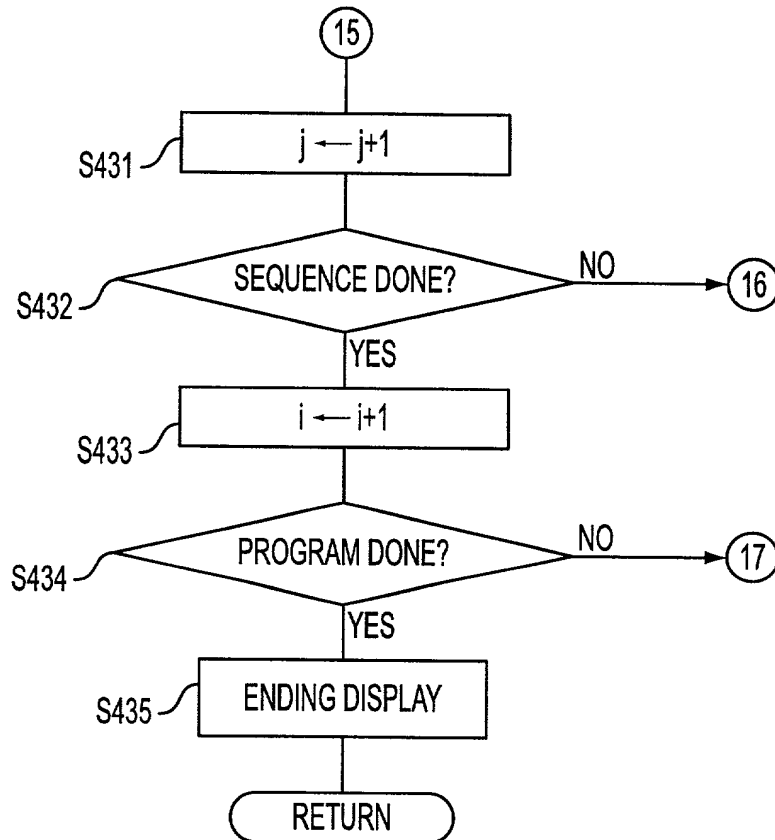 15
S431
j ← j+1
S432
SEQUENCE DONE?
NO
16
YES
S433
i ← i+1
S434
PROGRAM DONE?
NO
17
YES
S435
ENDING DISPLAY
RETURN